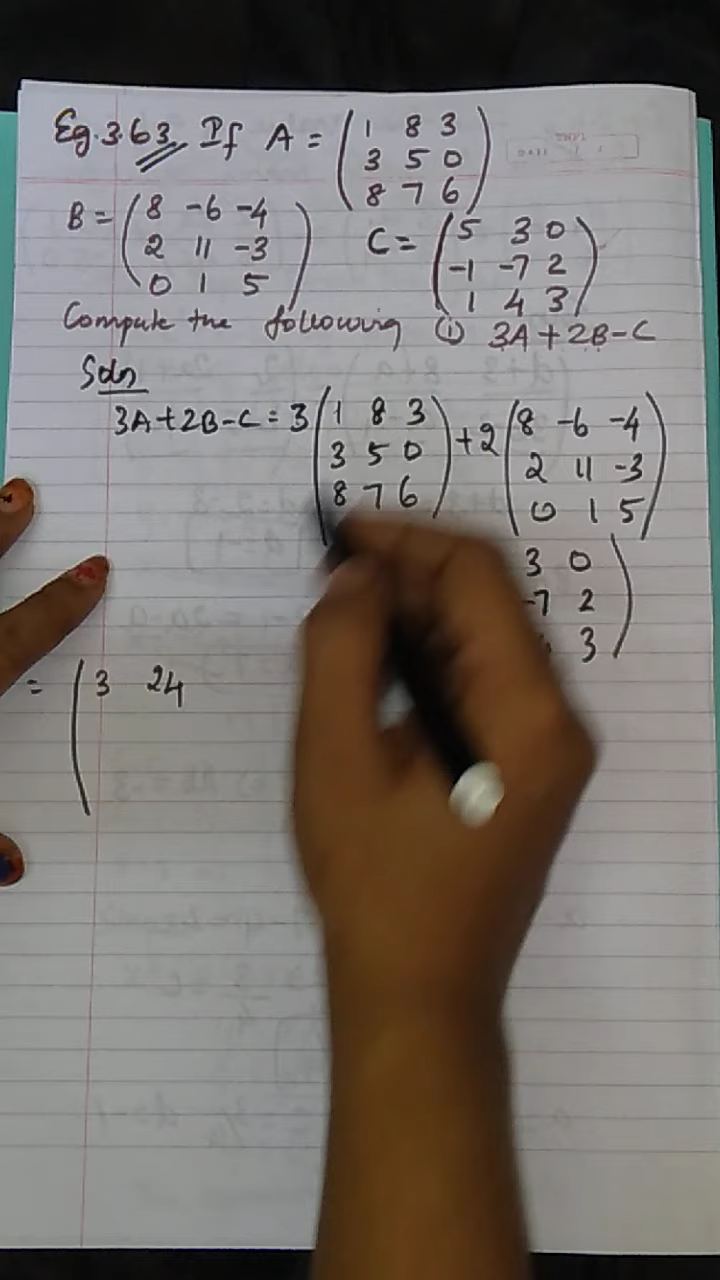 Eg.3.63 If A = ( 1 8 3
3 5 0
8 7 6 )
B = ( 8 -6 -4
2 11 -3
0 1 5 )
C = ( 5 3 0
-1 -7 2
1 4 3 )
Compute the following (i) 3A+2B-C
Soln
3A+2B-C = 3 ( 1 8 3
3 5 0
8 7 6 ) +2 ( 8 -6 -4
2 11 -3
0 1 5 )
3 0
-7 2
3 )
= ( 3 24